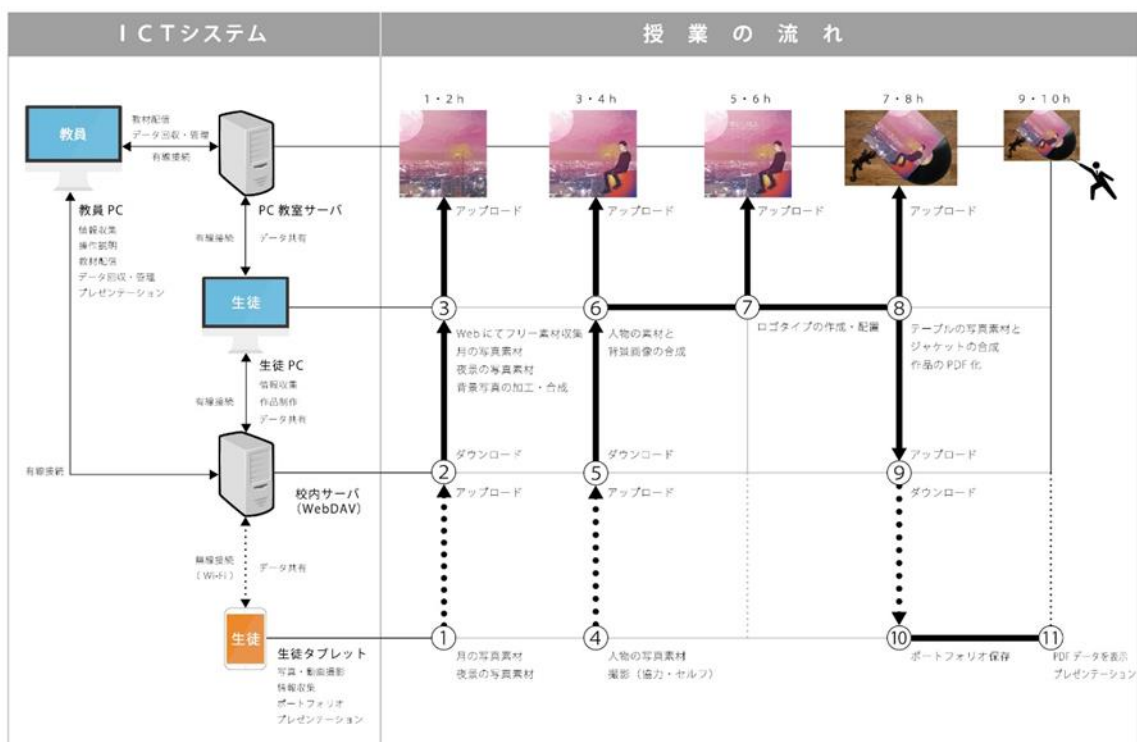 ICTシステム
授業の流れ
1・2h
3・4h
5・6h
7・8h
9・10h
教員
教材配信
データ回収・管理
有線接続
教員 PC
情報収集
操作説明
教材配信
データ回収・管理
プレゼンテーション
PC 教室サーバ
有線接続
データ共有
アップロード
アップロード
アップロード
アップロード
生徒
3
6
7
8
Web にてフリー素材収集
月の写真素材
夜景の写真素材
背景写真の加工・合成
人物の素材と
背景画像の合成
ロゴタイプの作成・配置
テーブルの写真素材と
ジャケットの合成
作品の PDF 化
生徒 PC
情報収集
作品制作
データ共有
有線接続
有線接続
ダウンロード
ダウンロード
アップロード
2
5
9
アップロード
アップロード
ダウンロード
校内サーバ
(WebDAV)
無線接続
(Wi-Fi)
データ共有
生徒
1
4
10
11
生徒タブレット
写真・動画撮影
情報収集
ポートフォリオ
プレゼンテーション
月の写真素材
夜景の写真素材
人物の写真素材
撮影(協力・セルフ)
ポートフォリオ保存
PDF データを表示
プレゼンテーション